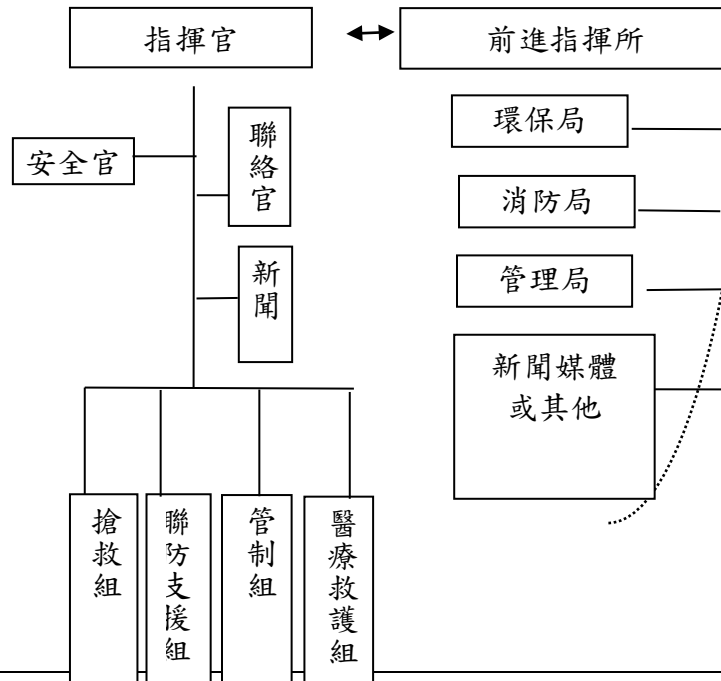 指揮官
前進指揮所
環保局
安全官
聯絡官
消防局
新聞
管理局
新聞媒體
或其他
搶救組
聯防支援組
管制組
醫療救護組